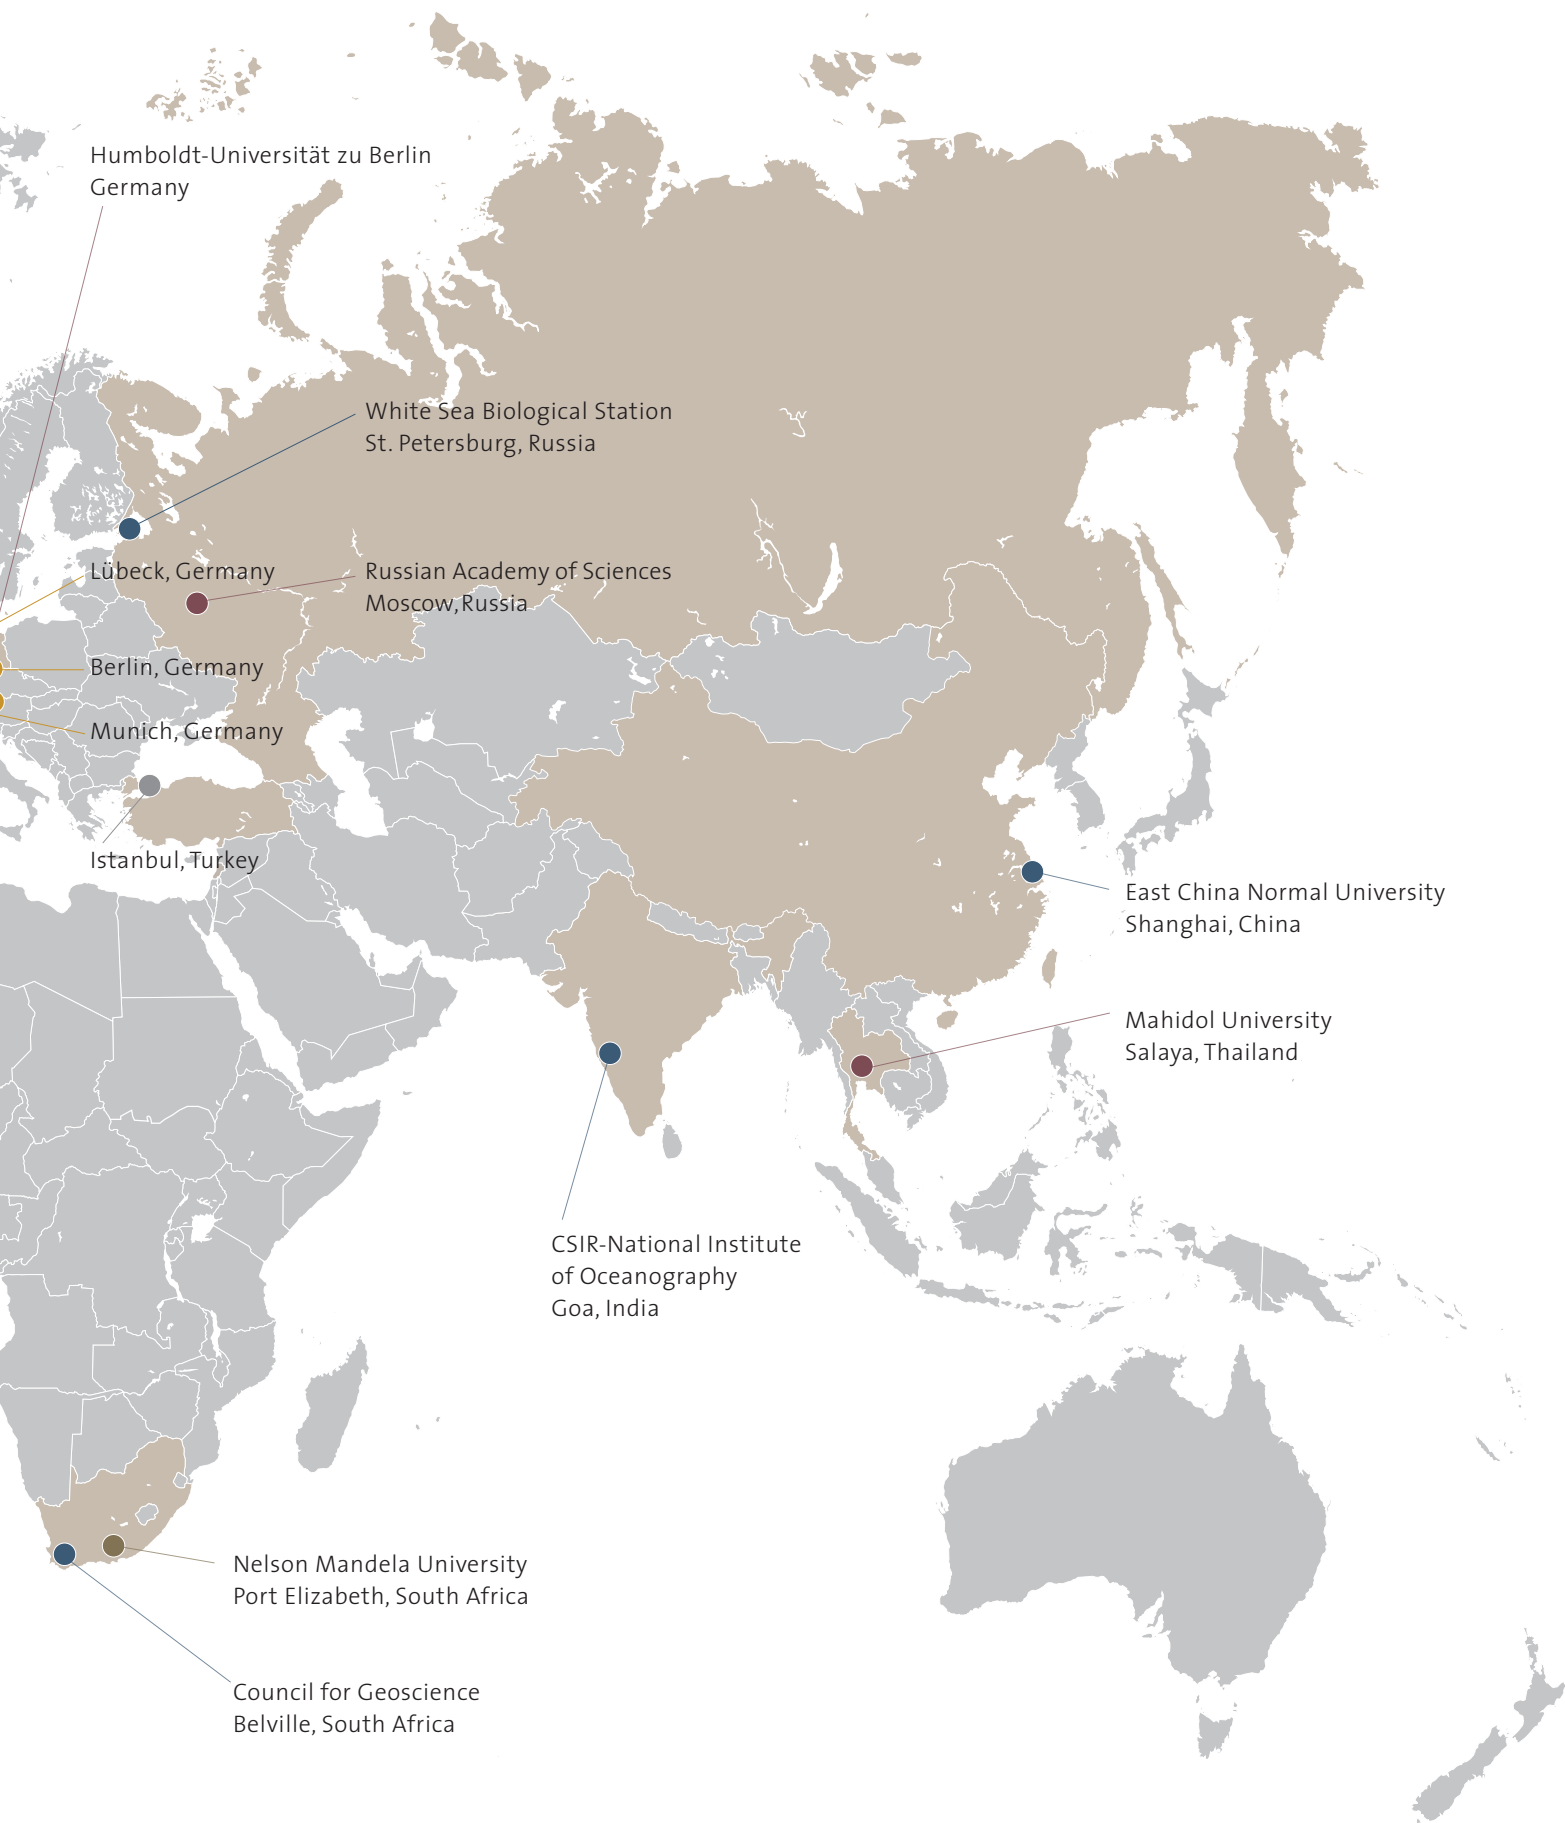 Humboldt-Universität zu Berlin
Germany
White Sea Biological Station
St. Petersburg, Russia
Lübeck, Germany
Russian Academy of Sciences
Moscow, Russia
Berlin, Germany
Munich, Germany
Istanbul, Turkey
East China Normal University
Shanghai, China
Mahidol University
Salaya, Thailand
CSIR-National Institute
of Oceanography
Goa, India
Nelson Mandela University
Port Elizabeth, South Africa
Council for Geoscience
Belville, South Africa